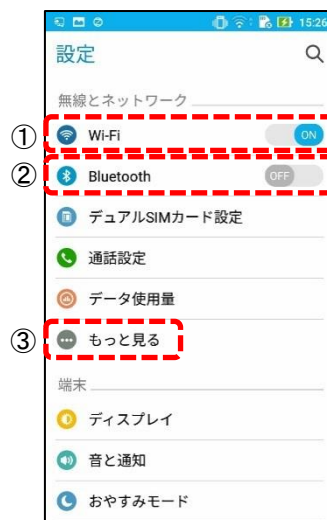 15:26
設定
無線とネットワーク
① Wi-Fi ON
② Bluetooth OFF
デュアルSIMカード設定
通話設定
データ使用量
③ もっと見る
端末
ディスプレイ
音と通知
おやすみモード